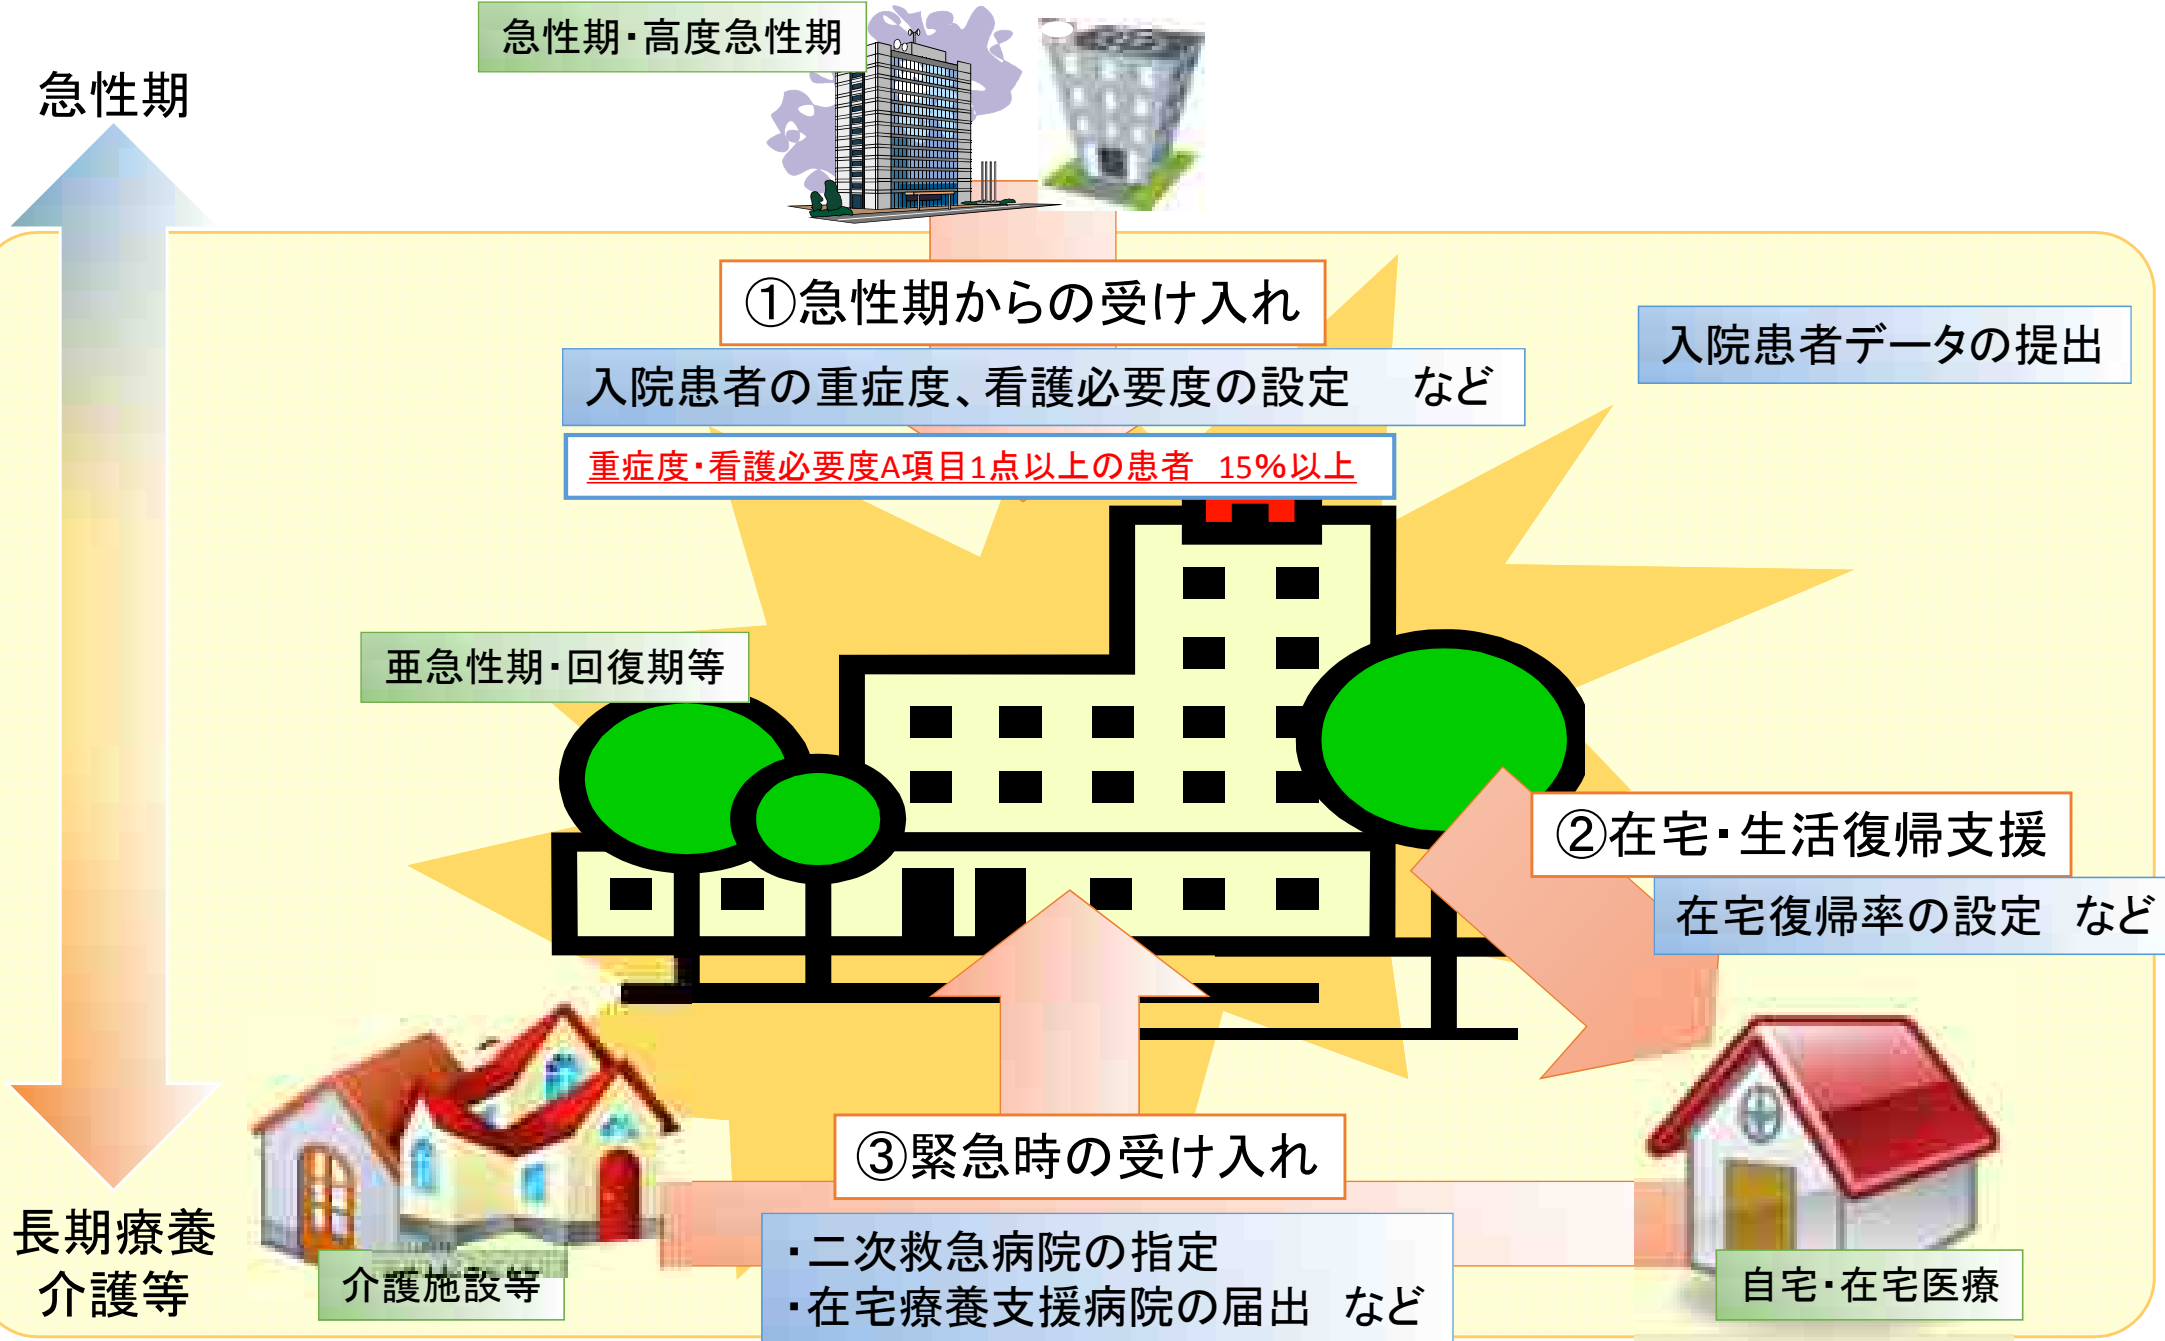 急性期・高度急性期
急性期
①急性期からの受け入れ
入院患者データの提出
入院患者の重症度、看護必要度の設定　など
重症度・看護必要度A項目1点以上の患者　15%以上
亜急性期・回復期等
②在宅・生活復帰支援
在宅復帰率の設定　など
③緊急時の受け入れ
長期療養
介護等
介護施設等
・二次救急病院の指定
・在宅療養支援病院の届出　など
自宅・在宅医療